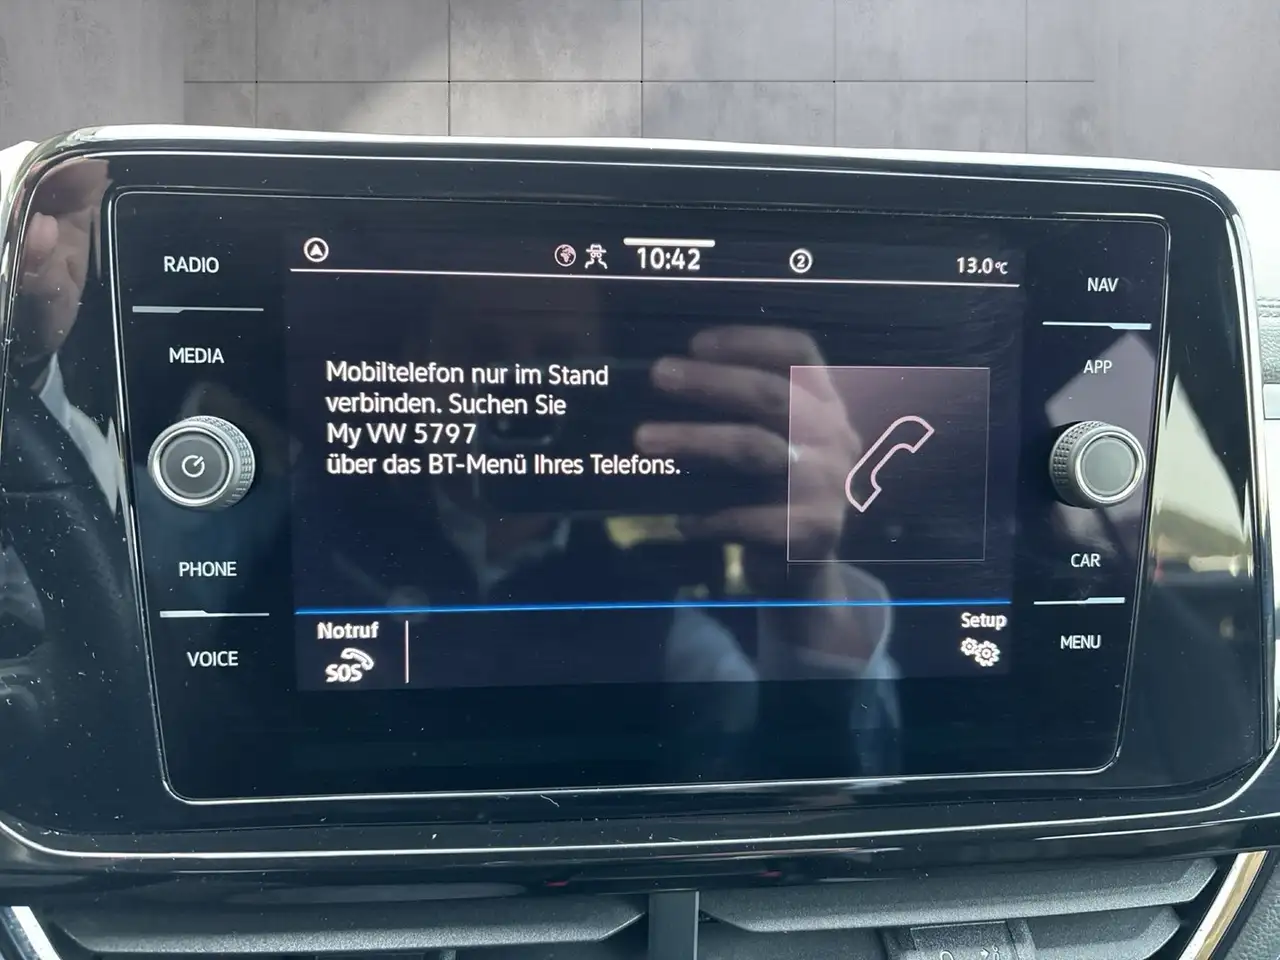 RADIO
MEDIA
PHONE
VOICE
10:42
2
13.0°C
Mobiltelefon nur im Stand
verbinden. Suchen Sie
My VW 5797
über das BT-Menü Ihres Telefons.
Notruf
SOS
Setup
NAV
APP
CAR
MENU